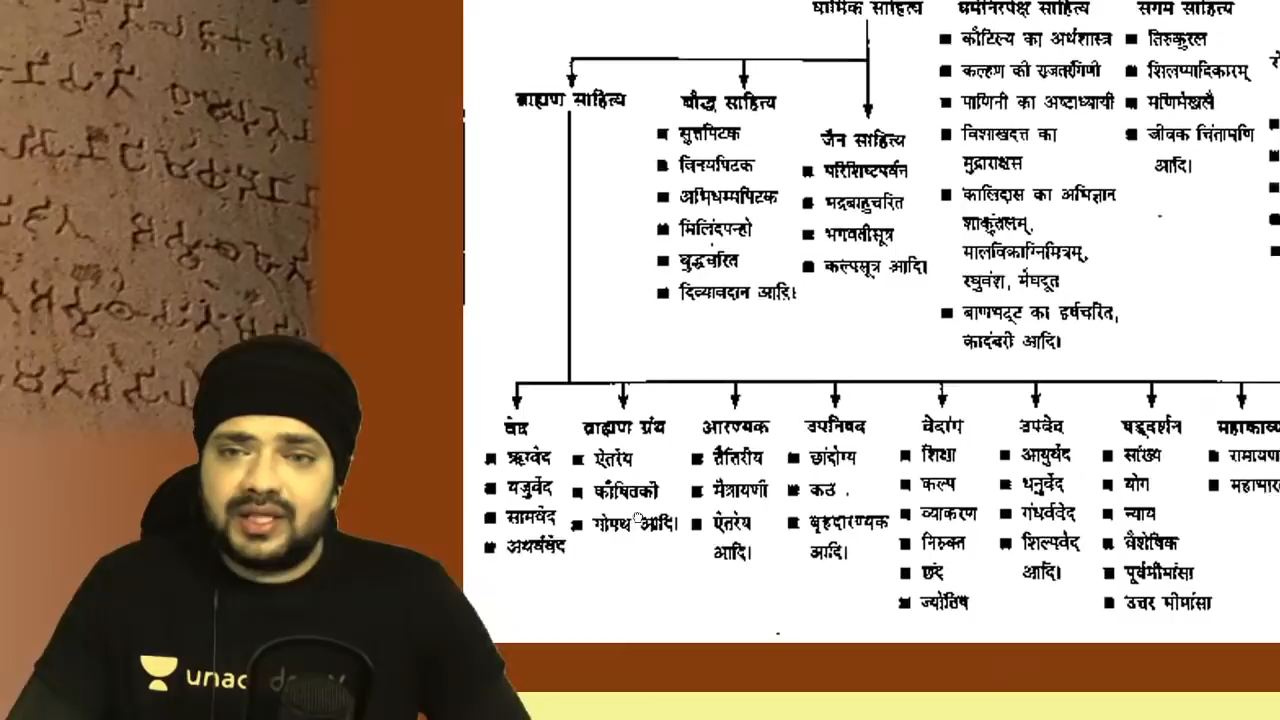 धार्मिक साहित्य
धर्मनिरपेक्ष साहित्य
संगम साहित्य
कौटिल्य का अर्थशास्त्र
कल्हण की राजतरंगिणी
पाणिनी का अष्टाध्यायी
विशाखदत्त का
मुद्राराक्षस
कालिदास का अभिज्ञान
शाकुंतलम्,
मालविकाग्निमित्रम्,
रघुवंश, मेघदूत
बाणभट्ट का हर्षचरित,
कादंबरी आदि।
तिरुकुरल
शिलप्पादिकारम्
मणिमेखलै
जीवक चिंतामणि
आदि।
ब्राह्मण साहित्य
बौद्ध साहित्य
सुत्तपिटक
विनयपिटक
अभिधम्मपिटक
मिलिंदपन्हो
बुद्धचरित
दिव्यावदान आदि।
जैन साहित्य
परिशिष्टपर्वन
भद्रबाहुचरित
भगवतीसूत्र
कल्पसूत्र आदि।
वेद
ऋग्वेद
यजुर्वेद
सामवेद
अथर्ववेद
ब्राह्मण ग्रंथ
ऐतरेय
कौषितकी
गोपथ आदि।
आरण्यक
तैतिरीय
मैत्रायणी
ऐतरेय
आदि।
उपनिषद
छांदोग्य
कठ
बृहदारण्यक
आदि।
वेदांग
शिक्षा
कल्प
व्याकरण
निरुक्त
छंद
ज्योतिष
उपवेद
आयुर्वेद
धनुर्वेद
गंधर्ववेद
शिल्पवेद
आदि।
षड्दर्शन
सांख्य
योग
न्याय
वैशेषिक
पूर्वमीमांसा
उत्तर मीमांसा
महाकाव्य
रामायण
unac